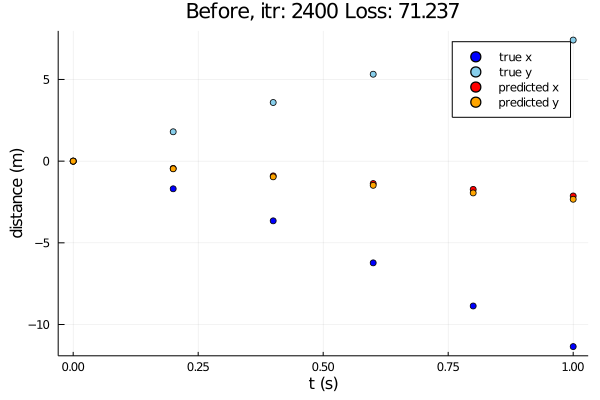 Before, itr: 2400 Loss: 71.237
true x
true y
predicted x
predicted y
distance (m)
5
0
−5
−10
0.00 0.25 0.50 0.75 1.00
t (s)